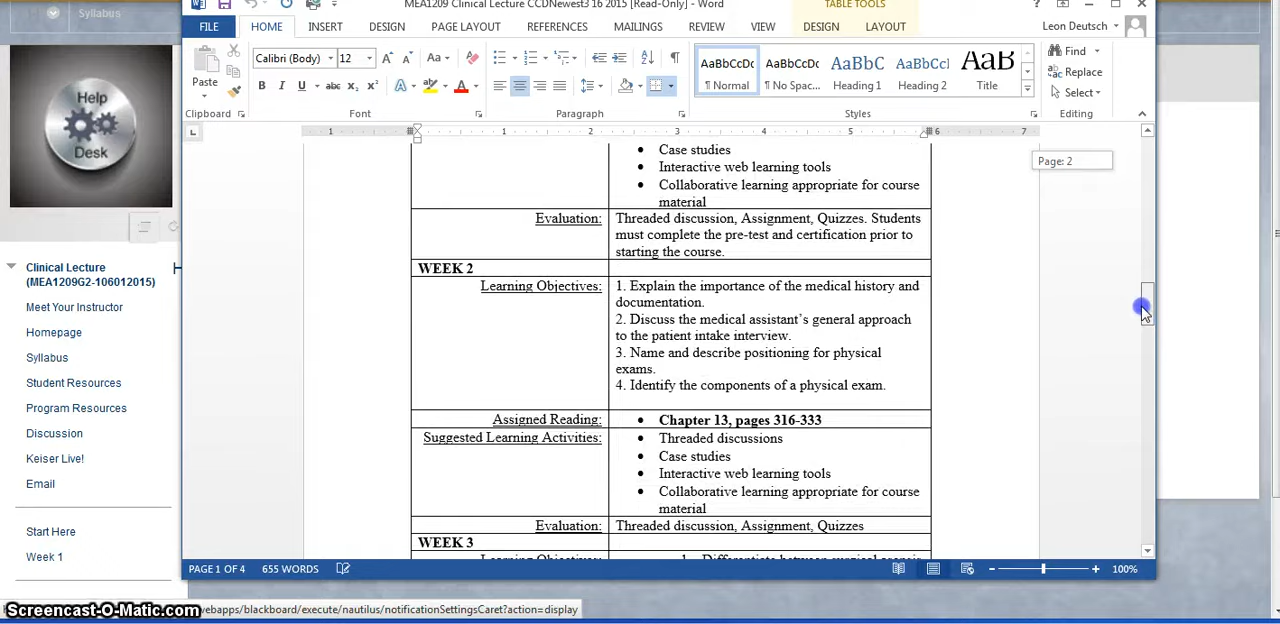 Syllabus
MEA1209 Clinical Lecture CCDNewest3 16 2015 [Read-Only] - Word
TABLE TOOLS
FILE HOME INSERT DESIGN PAGE LAYOUT REFERENCES MAILINGS REVIEW VIEW DESIGN LAYOUT
Leon Deutsch
Paste
Calibri (Body) 12
Clipboard
Font
Paragraph
AaBbCcDc AaBbCcDc AaBbC AaBbCcl AaB
¶ Normal ¶ No Spac... Heading 1 Heading 2 Title
Styles
Find
Replace
Select
Editing
Help
Desk
Page: 2
Clinical Lecture
(MEA1209G2-106012015)
Meet Your Instructor
Homepage
Syllabus
Student Resources
Program Resources
Discussion
Keiser Live!
Email
Start Here
Week 1
• Case studies
• Interactive web learning tools
• Collaborative learning appropriate for course
material
Evaluation: Threaded discussion, Assignment, Quizzes. Students
must complete the pre-test and certification prior to
starting the course.
WEEK 2
Learning Objectives: 1. Explain the importance of the medical history and
documentation.
2. Discuss the medical assistant's general approach
to the patient intake interview.
3. Name and describe positioning for physical
exams.
4. Identify the components of a physical exam.
Assigned Reading: • Chapter 13, pages 316-333
Suggested Learning Activities: • Threaded discussions
• Case studies
• Interactive web learning tools
• Collaborative learning appropriate for course
material
Evaluation: Threaded discussion, Assignment, Quizzes
WEEK 3
Learning Objectives: 1. Differentiate between surgical asepsis
PAGE 1 OF 4 655 WORDS
100%
Screencast-O-Matic.com
webapps/blackboard/execute/nautilus/notificationSettingsCaret?action=display